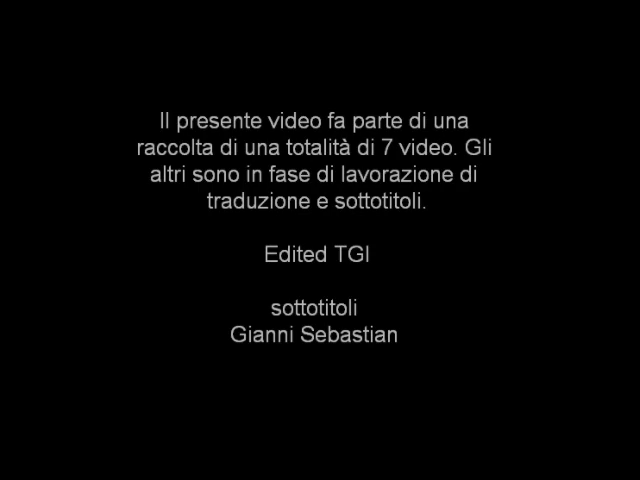 Il presente video fa parte di una
raccolta di una totalità di 7 video. Gli
altri sono in fase di lavorazione di
traduzione e sottotitoli.
Edited TGI
sottotitoli
Gianni Sebastian